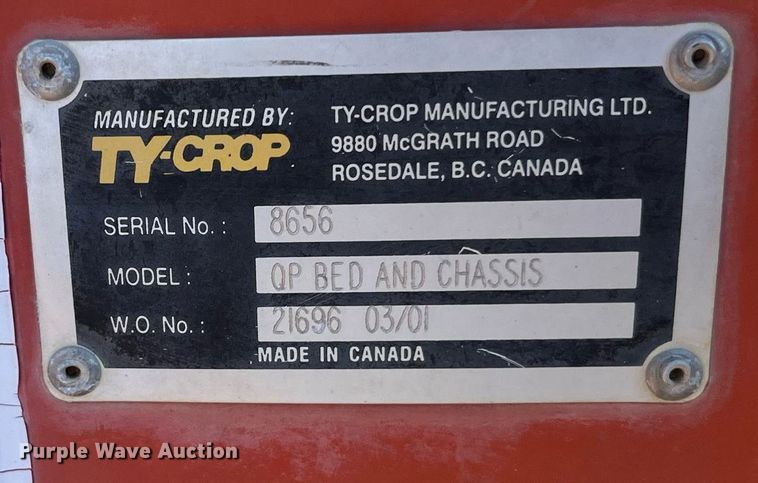 MANUFACTURED BY:
TY-CROP
TY-CROP MANUFACTURING LTD.
9880 McGRATH ROAD
ROSEDALE, B.C. CANADA
SERIAL No. : 8656
MODEL : QP BED AND CHASSIS
W.O. No. : 21696 03/01
MADE IN CANADA
Purple Wave Auction